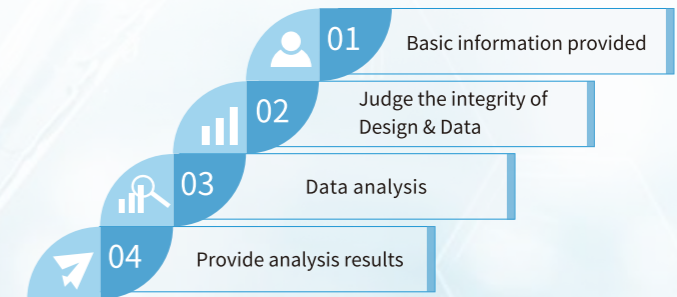 01
Basic information provided
02
Judge the integrity of
Design & Data
03
Data analysis
04
Provide analysis results